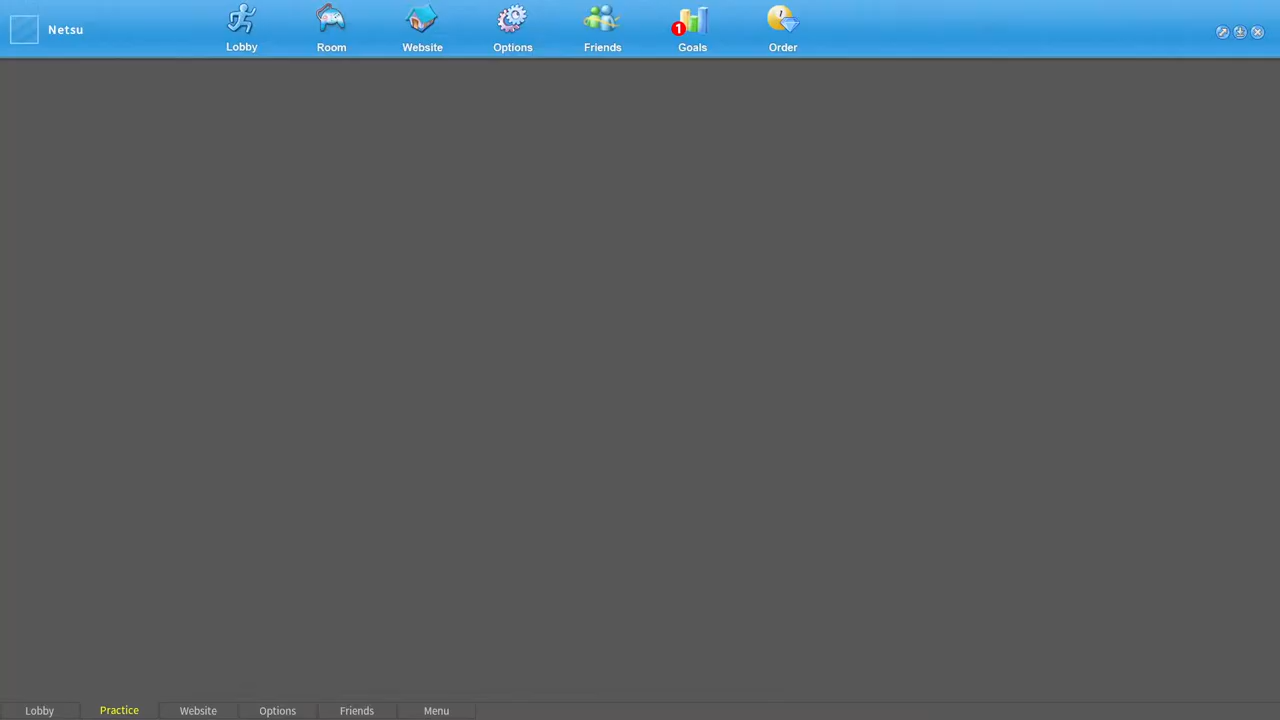 Netsu
Lobby
Room
Website
Options
Friends
1
Goals
Order
Lobby
Practice
Website
Options
Friends
Menu